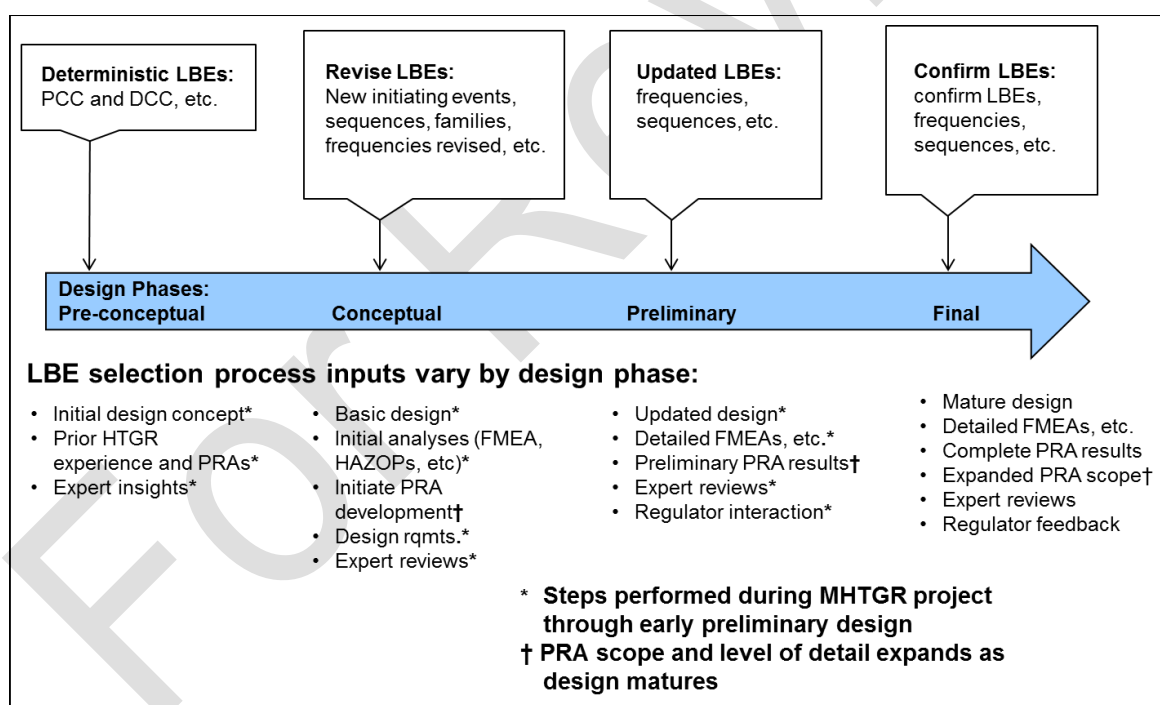 Deterministic LBEs:
PCC and DCC, etc.
Revise LBEs:
New initiating events,
sequences, families,
frequencies revised, etc.
Updated LBEs:
frequencies,
sequences, etc.
Confirm LBEs:
confirm LBEs,
frequencies,
sequences, etc.
Design Phases:
Pre-conceptual
Conceptual
Preliminary
Final
LBE selection process inputs vary by design phase:
• Initial design concept*
• Prior HTGR
experience and PRAs*
• Expert insights*
• Basic design*
• Initial analyses (FMEA,
HAZOPs, etc)*
• Initiate PRA
development†
• Design rqmts.*
• Expert reviews*
• Updated design*
• Detailed FMEAs, etc.*
• Preliminary PRA results†
• Expert reviews*
• Regulator interaction*
• Mature design
• Detailed FMEAs, etc.
• Complete PRA results
• Expanded PRA scope†
• Expert reviews
• Regulator feedback
* Steps performed during MHTGR project
through early preliminary design
† PRA scope and level of detail expands as
design matures
For